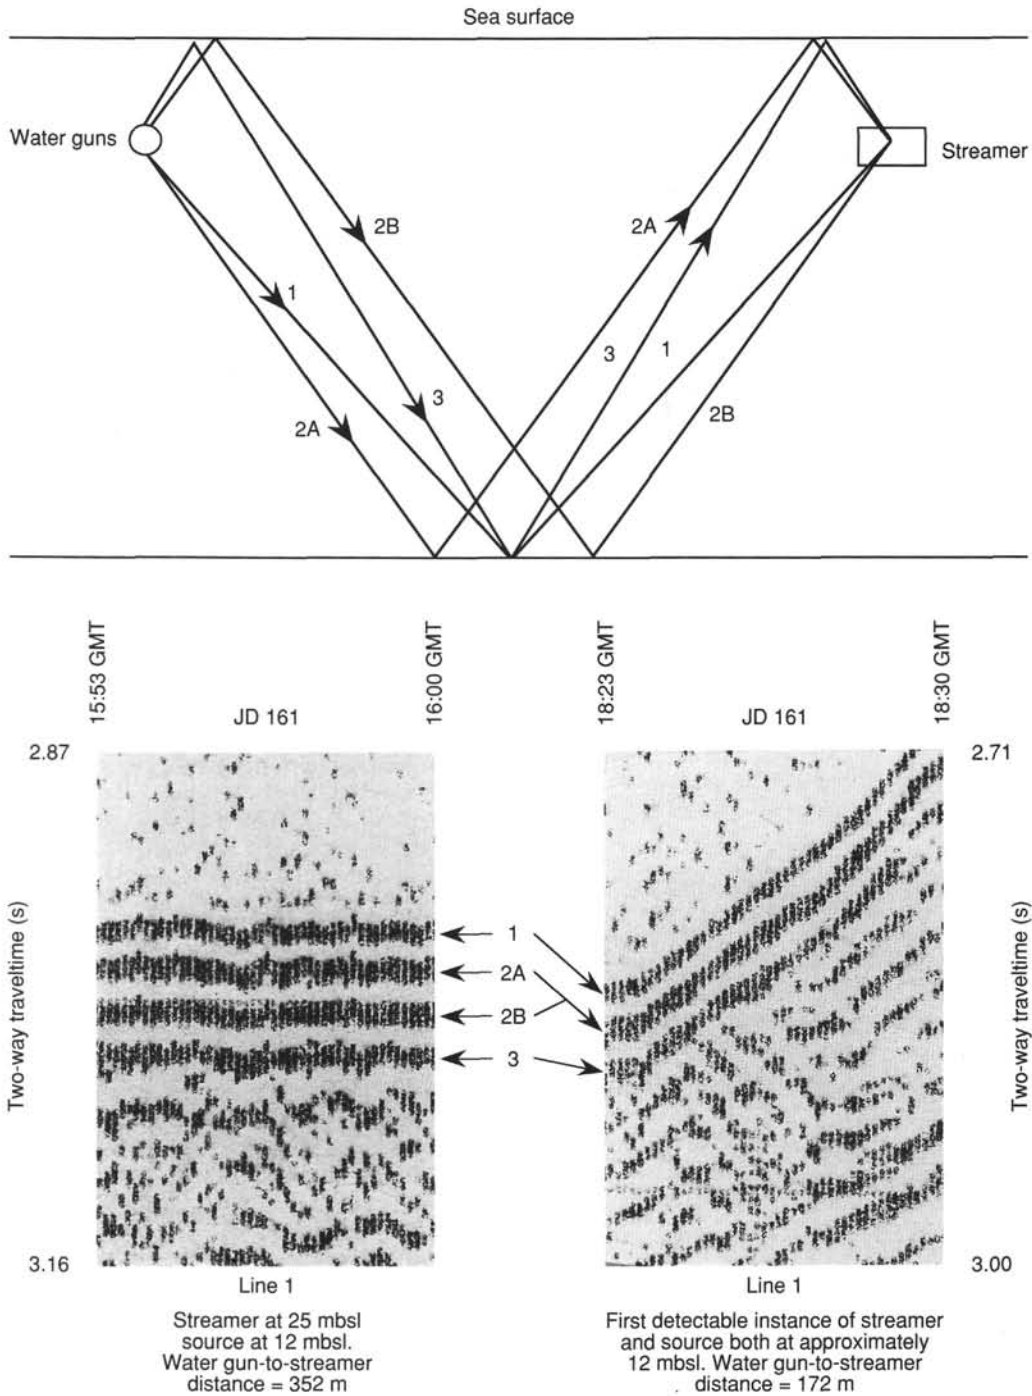 Sea surface
Water guns
Streamer
2B
2A
1
3
1
3
2A
2B
15:53 GMT
JD 161
16:00 GMT
18:23 GMT
JD 161
18:30 GMT
2.87
2.71
Two-way traveltime (s)
1
2A
2B
3
Two-way traveltime (s)
3.16
3.00
Line 1
Line 1
Streamer at 25 mbsl
source at 12 mbsl.
Water gun-to-streamer
distance = 352 m
First detectable instance of streamer
and source both at approximately
12 mbsl. Water gun-to-streamer
distance = 172 m